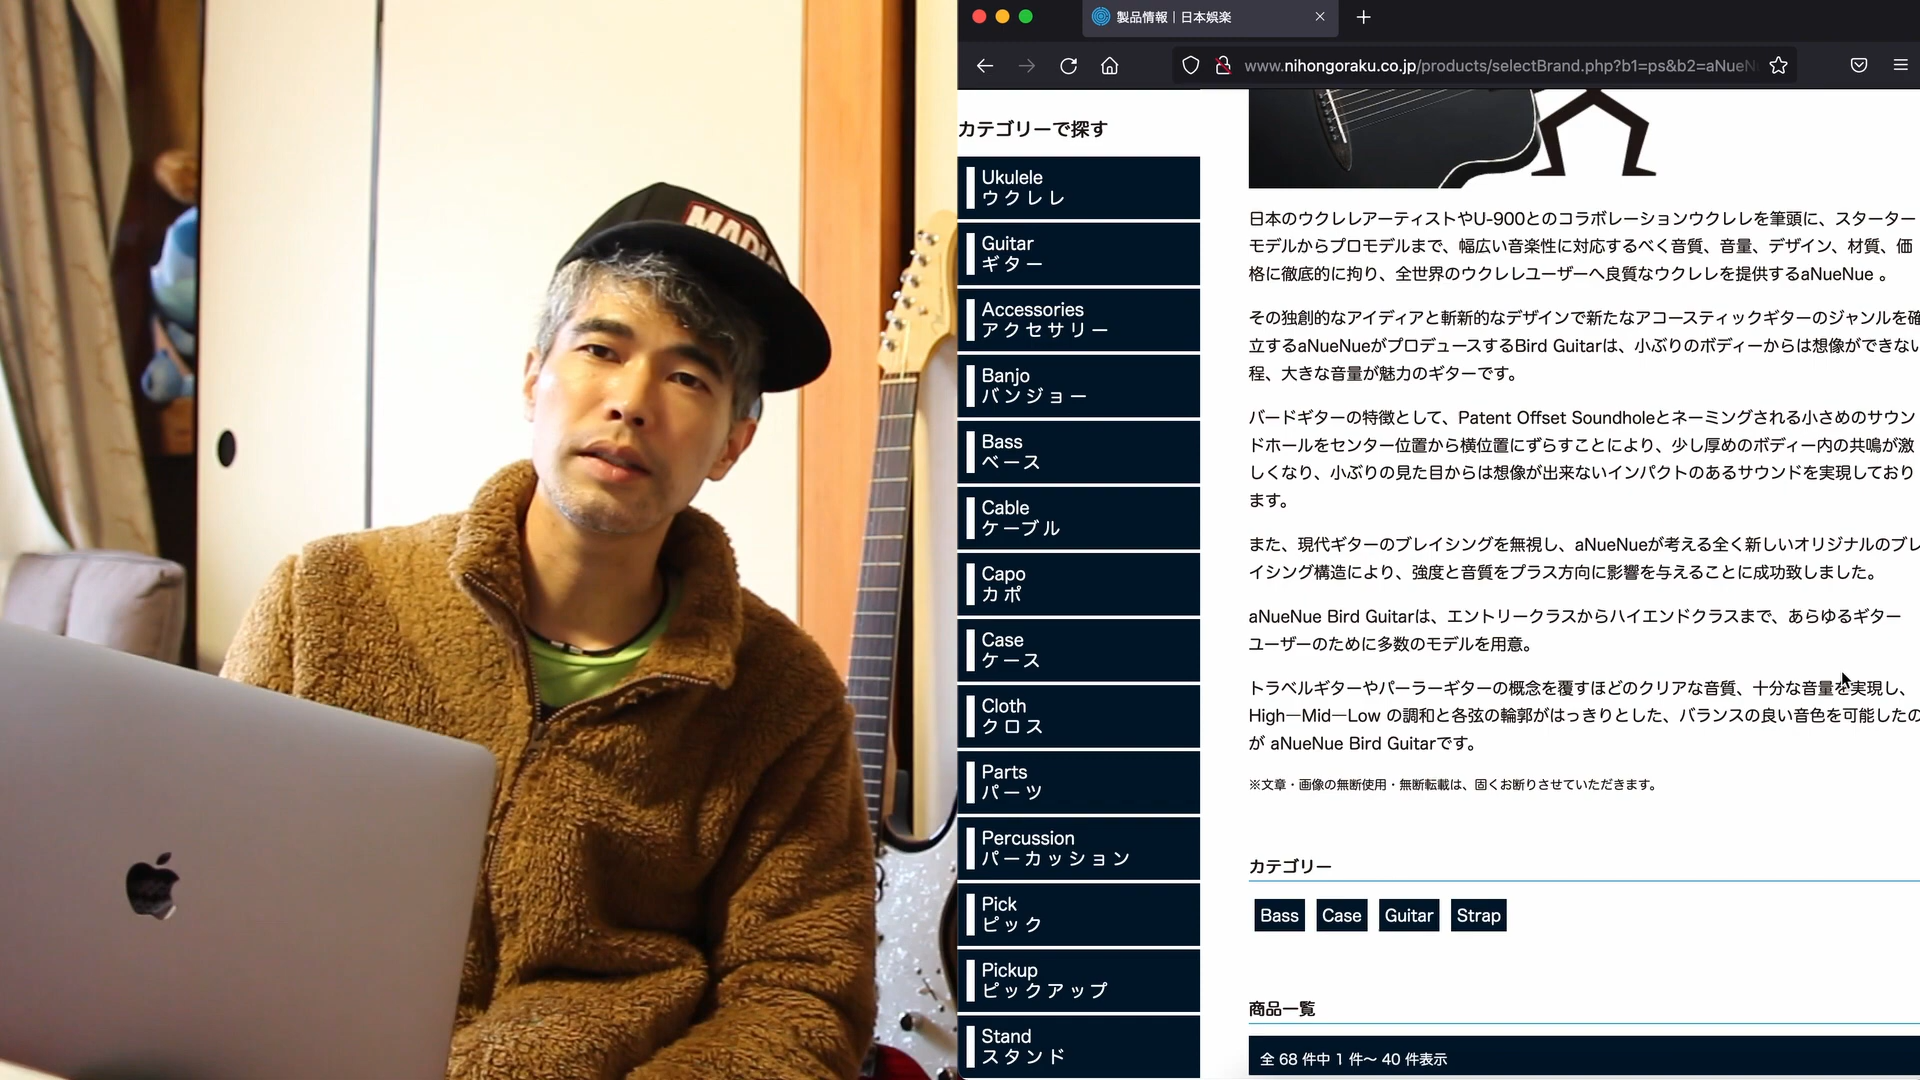 製品情報｜日本娯楽
www.nihongoraku.co.jp/products/selectBrand.php?b1=ps&b2=aNueN
カテゴリーで探す
Ukulele
ウクレレ
Guitar
ギター
Accessories
アクセサリー
Banjo
バンジョー
Bass
ベース
Cable
ケーブル
Capo
カポ
Case
ケース
Cloth
クロス
Parts
パーツ
Percussion
パーカッション
Pick
ピック
Pickup
ピックアップ
Stand
スタンド
日本のウクレレアーティストやU-900とのコラボレーションウクレレを筆頭に、スターター
モデルからプロモデルまで、幅広い音楽性に対応するべく音質、音量、デザイン、材質、価
格に徹底的に拘り、全世界のウクレレユーザーへ良質なウクレレを提供するaNueNue 。
その独創的なアイディアと斬新的なデザインで新たなアコースティックギターのジャンルを確
立するaNueNueがプロデュースするBird Guitarは、小ぶりのボディーからは想像ができない
程、大きな音量が魅力のギターです。
バードギターの特徴として、Patent Offset Soundholeとネーミングされる小さめのサウン
ドホールをセンター位置から横位置にずらすことにより、少し厚めのボディー内の共鳴が激
しくなり、小ぶりの見た目からは想像が出来ないインパクトのあるサウンドを実現しており
ます。
また、現代ギターのブレイシングを無視し、aNueNueが考える全く新しいオリジナルのブレ
イシング構造により、強度と音質をプラス方向に影響を与えることに成功致しました。
aNueNue Bird Guitarは、エントリークラスからハイエンドクラスまで、あらゆるギター
ユーザーのために多数のモデルを用意。
トラベルギターやパーラーギターの概念を覆すほどのクリアな音質、十分な音量を実現し、
High―Mid―Low の調和と各弦の輪郭がはっきりとした、バランスの良い音色を可能したの
が aNueNue Bird Guitarです。
※文章・画像の無断使用・無断転載は、固くお断りさせていただきます。
カテゴリー
Bass Case Guitar Strap
商品一覧
全 68 件中 1 件～ 40 件表示